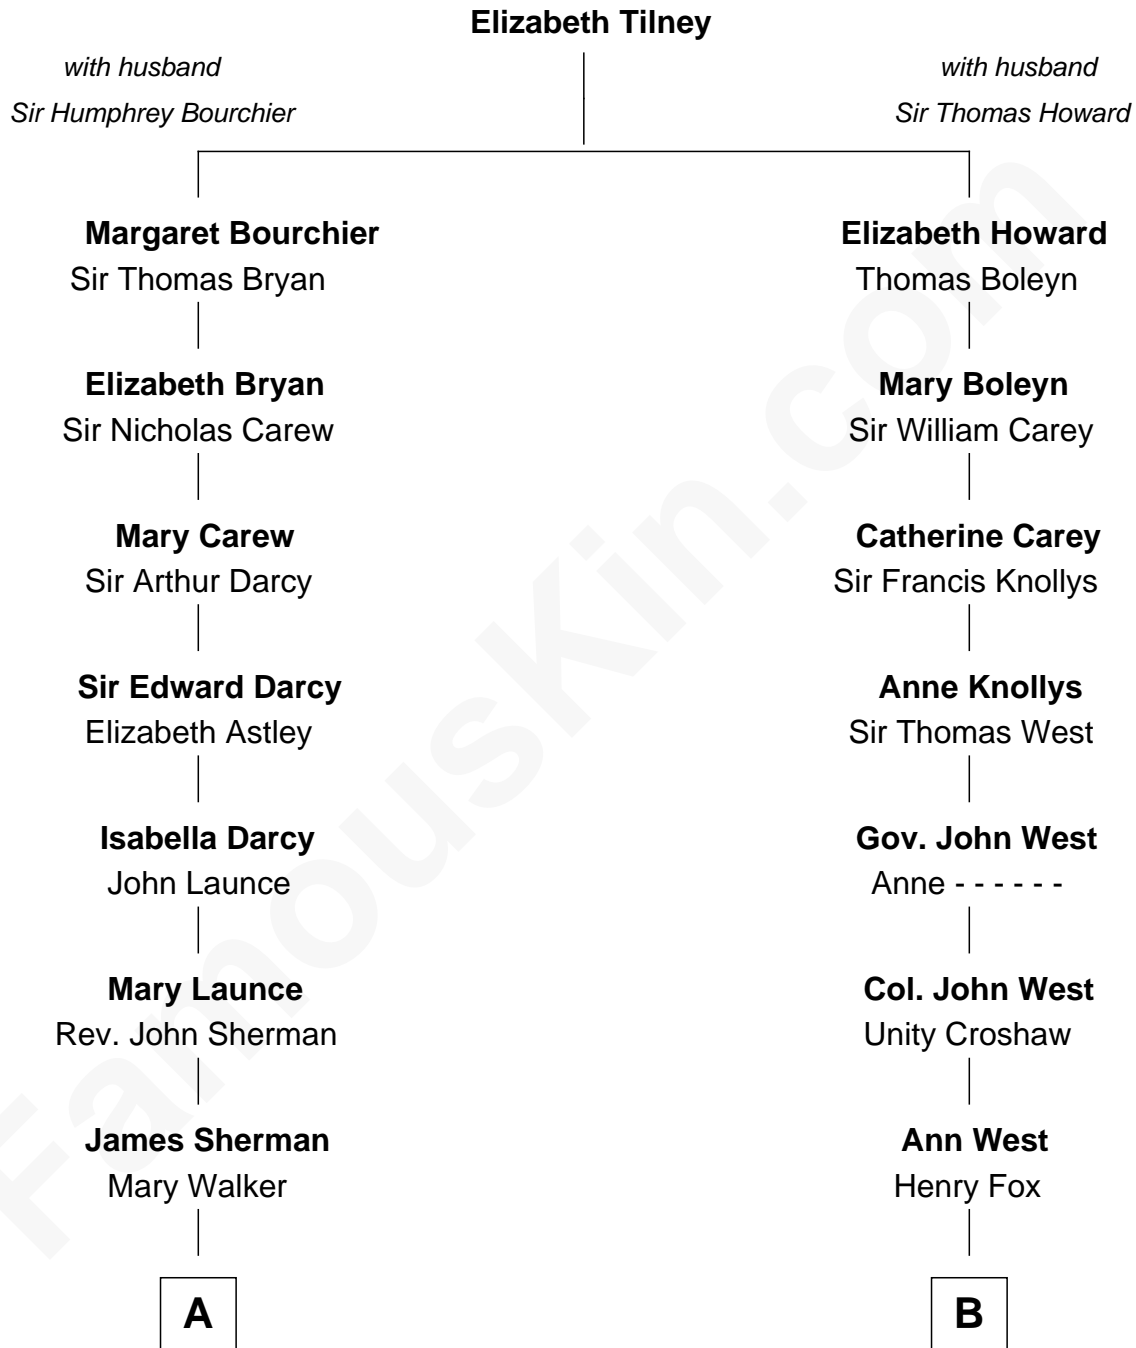 Elizabeth Tilney
with husband
Sir Humphrey Bourchier
with husband
Sir Thomas Howard
Margaret Bourchier
Sir Thomas Bryan
Elizabeth Howard
Thomas Boleyn
Elizabeth Bryan
Sir Nicholas Carew
Mary Boleyn
Sir William Carey
Mary Carew
Sir Arthur Darcy
Catherine Carey
Sir Francis Knollys
Sir Edward Darcy
Elizabeth Astley
Anne Knollys
Sir Thomas West
Isabella Darcy
John Launce
Gov. John West
Anne - - - - - -
Mary Launce
Rev. John Sherman
Col. John West
Unity Croshaw
James Sherman
Mary Walker
Ann West
Henry Fox
A
B
FamousKin.com